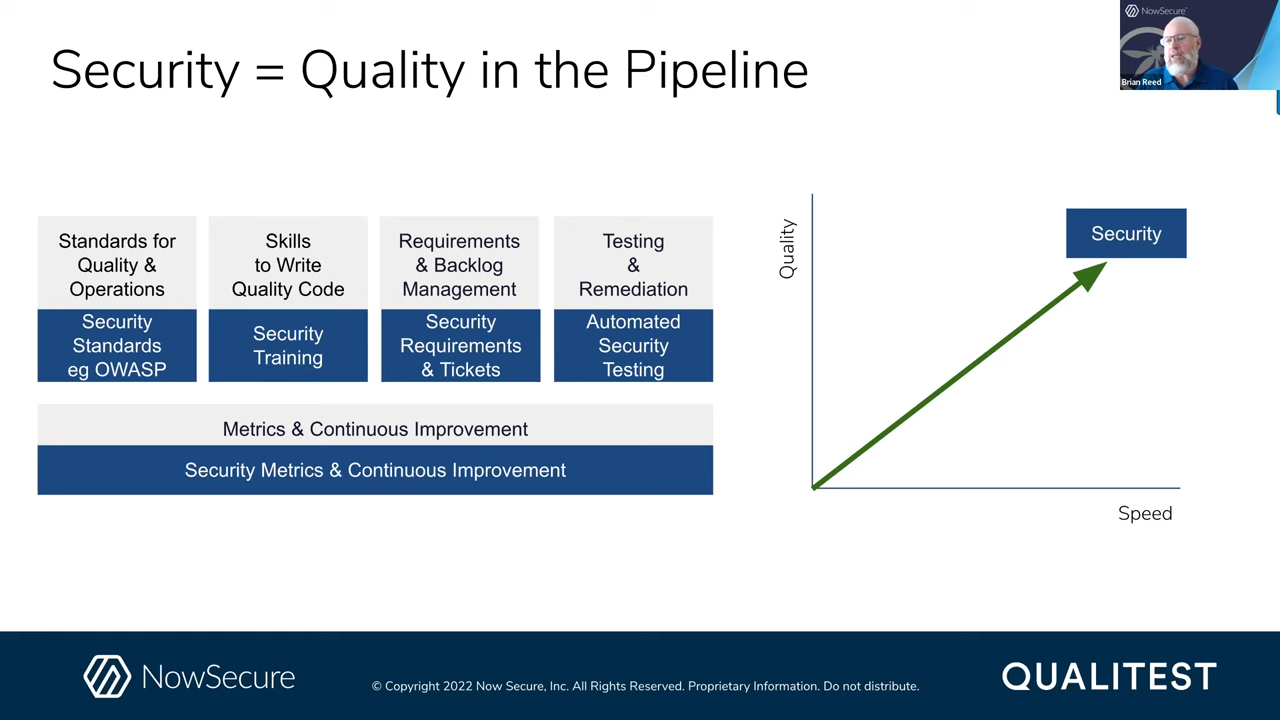 Security = Quality in the Pipeline
NowSecure
Brian Reed
Standards for
Quality &
Operations
Security
Standards
eg OWASP
Skills
to Write
Quality Code
Security
Training
Requirements
& Backlog
Management
Security
Requirements
& Tickets
Testing
&
Remediation
Automated
Security
Testing
Metrics & Continuous Improvement
Security Metrics & Continuous Improvement
Quality
Security
Speed
NowSecure
© Copyright 2022 Now Secure, Inc. All Rights Reserved. Proprietary Information. Do not distribute.
QUALITEST